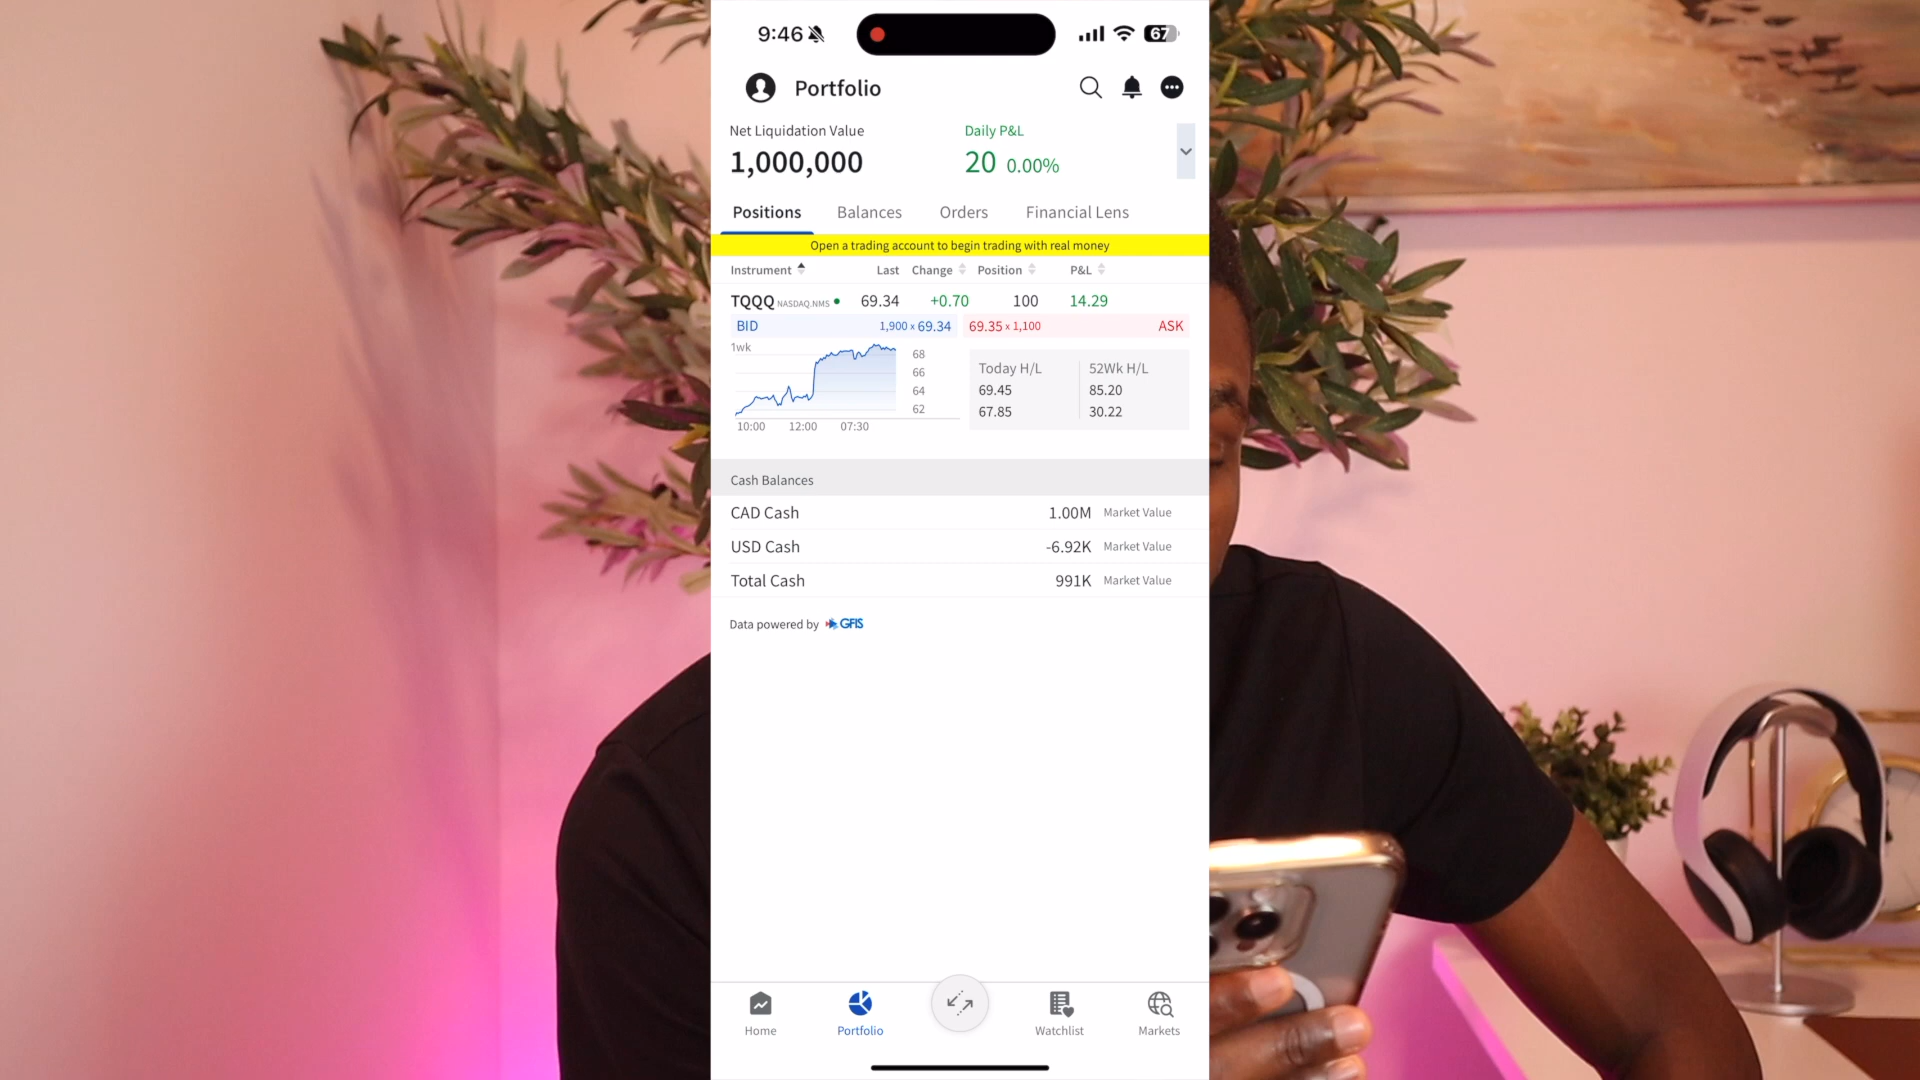 9:46
67
Portfolio
Net Liquidation Value
Daily P&L
1,000,000
20 0.00%
Positions
Balances
Orders
Financial Lens
Open a trading account to begin trading with real money
Instrument Last Change Position P&L
TQQQ NASDAQ.NMS 69.34 +0.70 100 14.29
BID 1,900 x 69.34 69.35 x 1,100 ASK
1wk
68
66
64
62
10:00 12:00 07:30
Today H/L
69.45
67.85
52Wk H/L
85.20
30.22
Cash Balances
CAD Cash 1.00M Market Value
USD Cash -6.92K Market Value
Total Cash 991K Market Value
Data powered by GFIS
Home
Portfolio
Watchlist
Markets